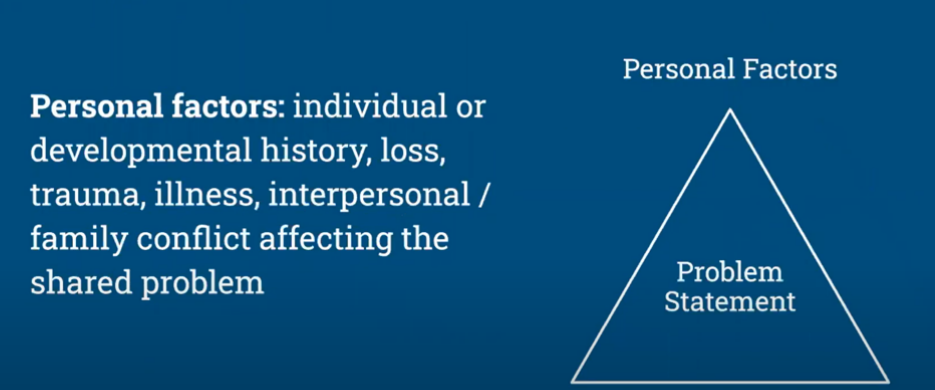 Personal factors: individual or
developmental history, loss,
trauma, illness, interpersonal /
family conflict affecting the
shared problem
Personal Factors
Problem
Statement